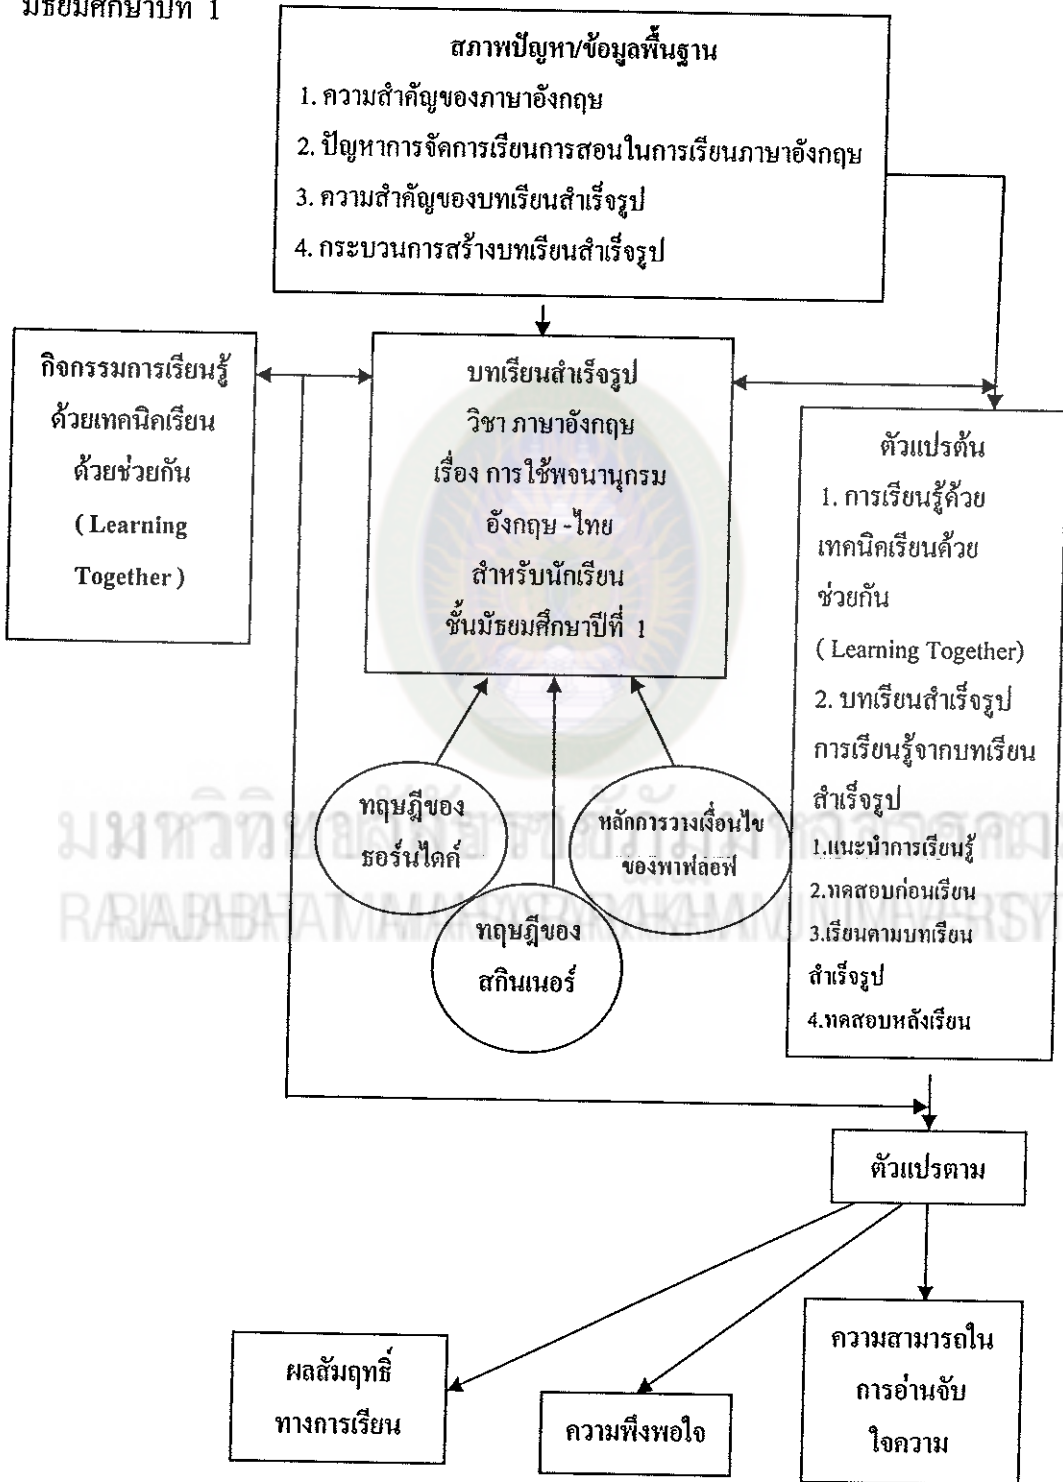 มัธยมศึกษาปีที่ 1
สภาพปัญหา/ข้อมูลพื้นฐาน
1. ความสำคัญของภาษาอังกฤษ
2. ปัญหาการจัดการเรียนการสอนในการเรียนภาษาอังกฤษ
3. ความสำคัญของบทเรียนสำเร็จรูป
4. กระบวนการสร้างบทเรียนสำเร็จรูป
กิจกรรมการเรียนรู้
ด้วยเทคนิคเรียน
ด้วยช่วยกัน
( Learning
Together )
บทเรียนสำเร็จรูป
วิชา ภาษาอังกฤษ
เรื่อง การใช้พจนานุกรม
อังกฤษ -ไทย
สำหรับนักเรียน
ชั้นมัธยมศึกษาปีที่ 1
ตัวแปรต้น
1. การเรียนรู้ด้วย
เทคนิคเรียนด้วย
ช่วยกัน
( Learning Together)
2. บทเรียนสำเร็จรูป
การเรียนรู้จากบทเรียน
สำเร็จรูป
1.แนะนำการเรียนรู้
2.ทดสอบก่อนเรียน
3.เรียนตามบทเรียน
สำเร็จรูป
4.ทดสอบหลังเรียน
ทฤษฎีของ
ธอร์นไดค์
หลักการวางเงื่อนไข
ของพาฟลอฟ
ทฤษฎีของ
สกินเนอร์
ตัวแปรตาม
ผลสัมฤทธิ์
ทางการเรียน
ความพึงพอใจ
ความสามารถใน
การอ่านจับ
ใจความ